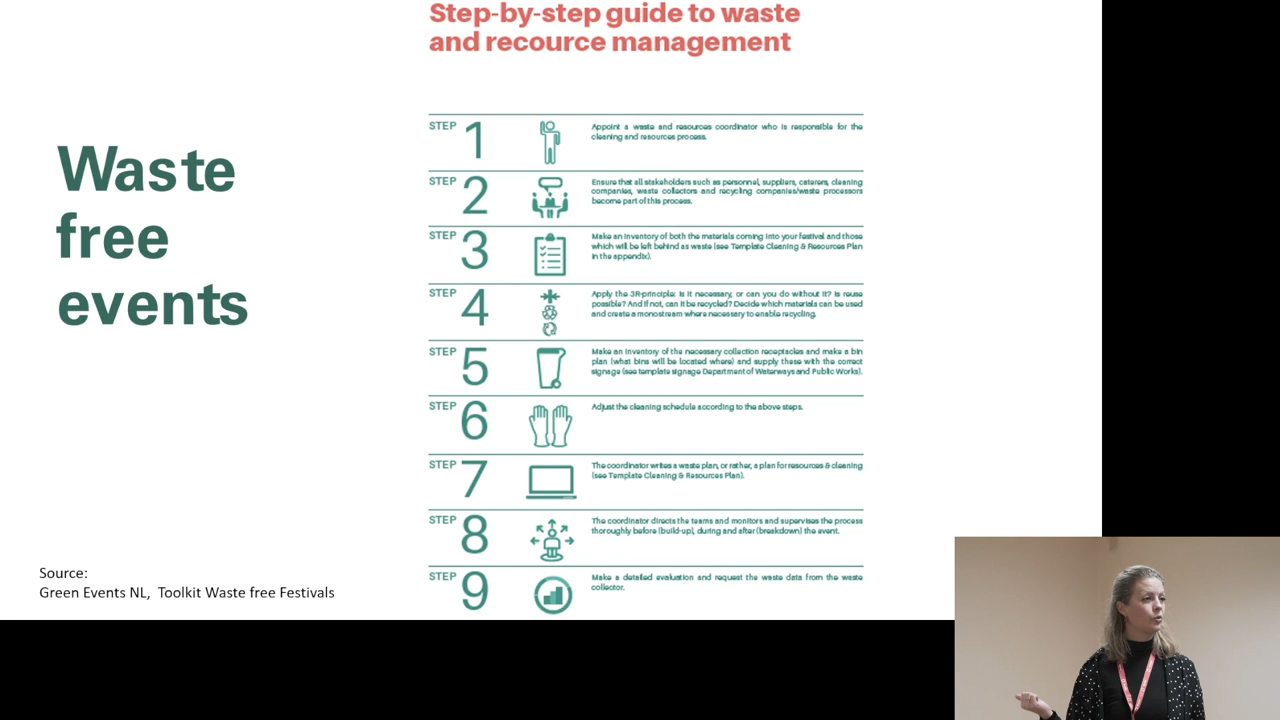 Step-by-step guide to waste
and recource management
Waste
free
events
STEP 1
Appoint a waste and resources coordinator who is responsible for the
cleaning and resources process.
STEP 2
Ensure that all stakeholders such as personnel, suppliers, caterers, cleaning
companies, waste collectors and recycling companies/waste processors
become part of this process.
STEP 3
Make an inventory of both the materials coming into your festival and those
which will be left behind as waste (see Template Cleaning & Resources Plan
in the appendix).
STEP 4
Apply the 3R-principle: is it necessary, or can you do without it? Is reuse
possible? And if not, can it be recycled? Decide which materials can be used
and create a monostream where necessary to enable recycling.
STEP 5
Make an inventory of the necessary collection receptacles and make a bin
plan (what bins will be located where) and supply these with the correct
signage (see template signage Department of Waterways and Public Works).
STEP 6
Adjust the cleaning schedule according to the above steps.
STEP 7
The coordinator writes a waste plan, or rather, a plan for resources & cleaning
(see Template Cleaning & Resources Plan).
STEP 8
The coordinator directs the teams and monitors and supervises the process
thoroughly before (build-up), during and after (breakdown) the event.
STEP 9
Make a detailed evaluation and request the waste data from the waste
collector.
Source:
Green Events NL, Toolkit Waste free Festivals